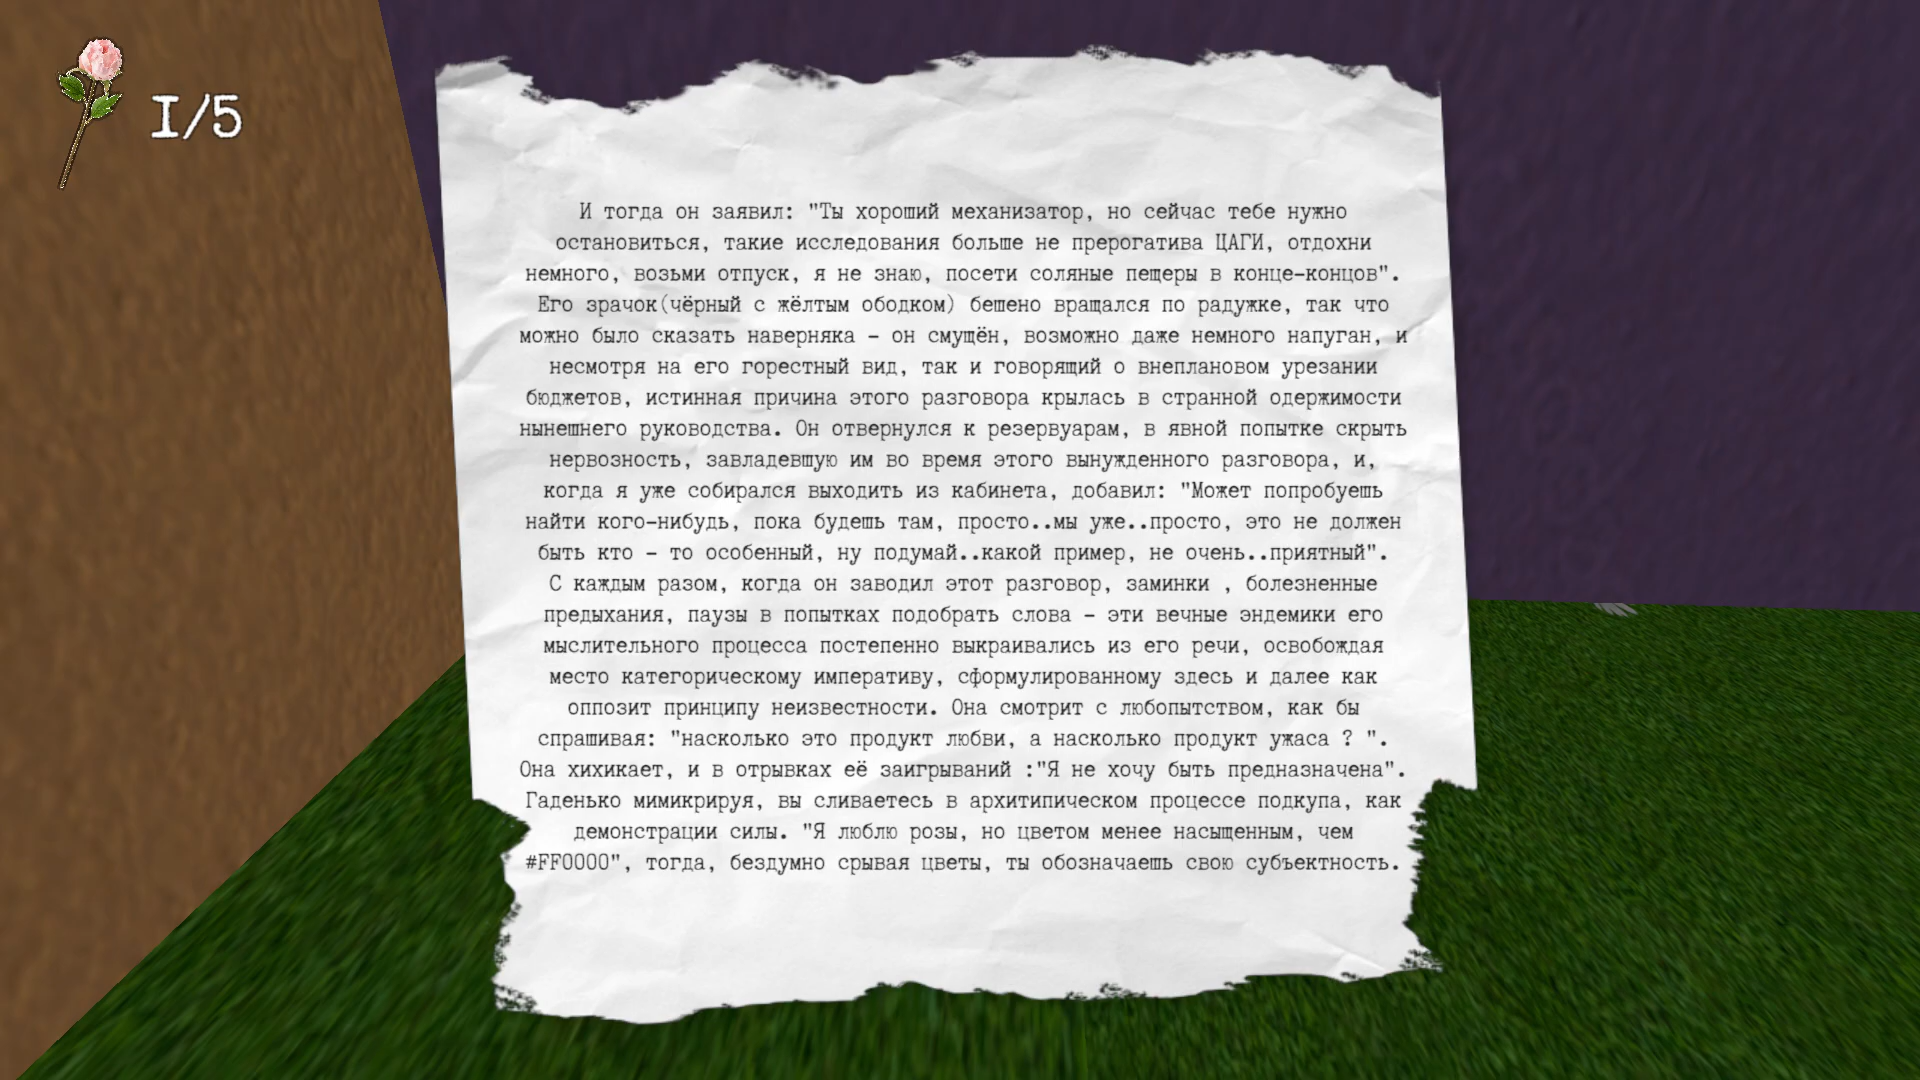 I/5
И тогда он заявил: "Ты хороший механизатор, но сейчас тебе нужно
остановиться, такие исследования больше не прерогатива ЦАГИ, отдохни
немного, возьми отпуск, я не знаю, посети соляные пещеры в конце-концов".
Его зрачок(чёрный с жёлтым ободком) бешено вращался по радужке, так что
можно было сказать наверняка - он смущён, возможно даже немного напуган, и
несмотря на его горестный вид, так и говорящий о внеплановом урезании
бюджетов, истинная причина этого разговора крылась в странной одержимости
нынешнего руководства. Он отвернулся к резервуарам, в явной попытке скрыть
нервозность, завладевшую им во время этого вынужденного разговора, и,
когда я уже собирался выходить из кабинета, добавил: "Может попробуешь
найти кого-нибудь, пока будешь там, просто..мы уже..просто, это не должен
быть кто - то особенный, ну подумай..какой пример, не очень..приятный".
С каждым разом, когда он заводил этот разговор, заминки , болезненные
предыхания, паузы в попытках подобрать слова - эти вечные эндемики его
мыслительного процесса постепенно выкраивались из его речи, освобождая
место категорическому императиву, сформулированному здесь и далее как
оппозит принципу неизвестности. Она смотрит с любопытством, как бы
спрашивая: "насколько это продукт любви, а насколько продукт ужаса ? ".
Она хихикает, и в отрывках её заигрываний :"Я не хочу быть предназначена".
Гаденько мимикрируя, вы сливаетесь в архитипическом процессе подкупа, как
демонстрации силы. "Я люблю розы, но цветом менее насыщенным, чем
#FF0000", тогда, бездумно срывая цветы, ты обозначаешь свою субъектность.